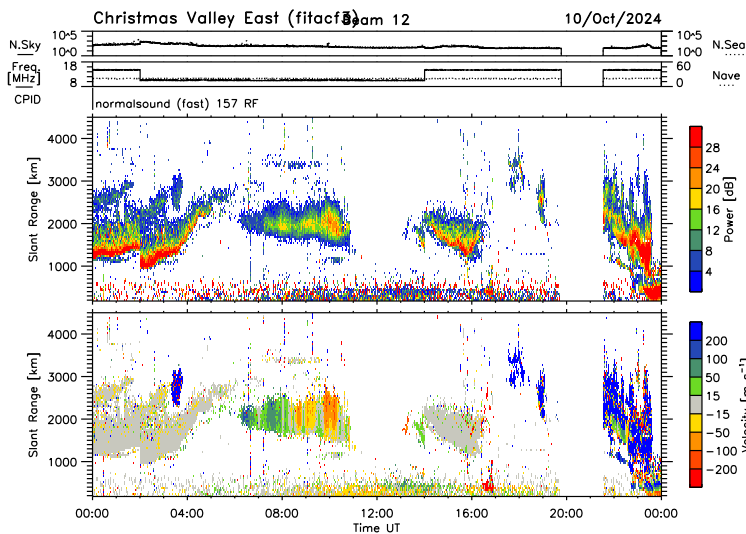 Christmas Valley East (fitacf3) Beam 12 10/Oct/2024
N.Sky 10^5 10^0 10^5 10^0 N.Sea
Freq. [MHz] 18 8 60 0 Nave
CPID normalsound (fast) 157 RF
Slant Range [km] 4000 3000 2000 1000
Power [dB] 28 24 20 16 12 8 4
Slant Range [km] 4000 3000 2000 1000
200 100 50 15 -15 -50 -100 -200
00:00 04:00 08:00 12:00 16:00 20:00 00:00
Time UT